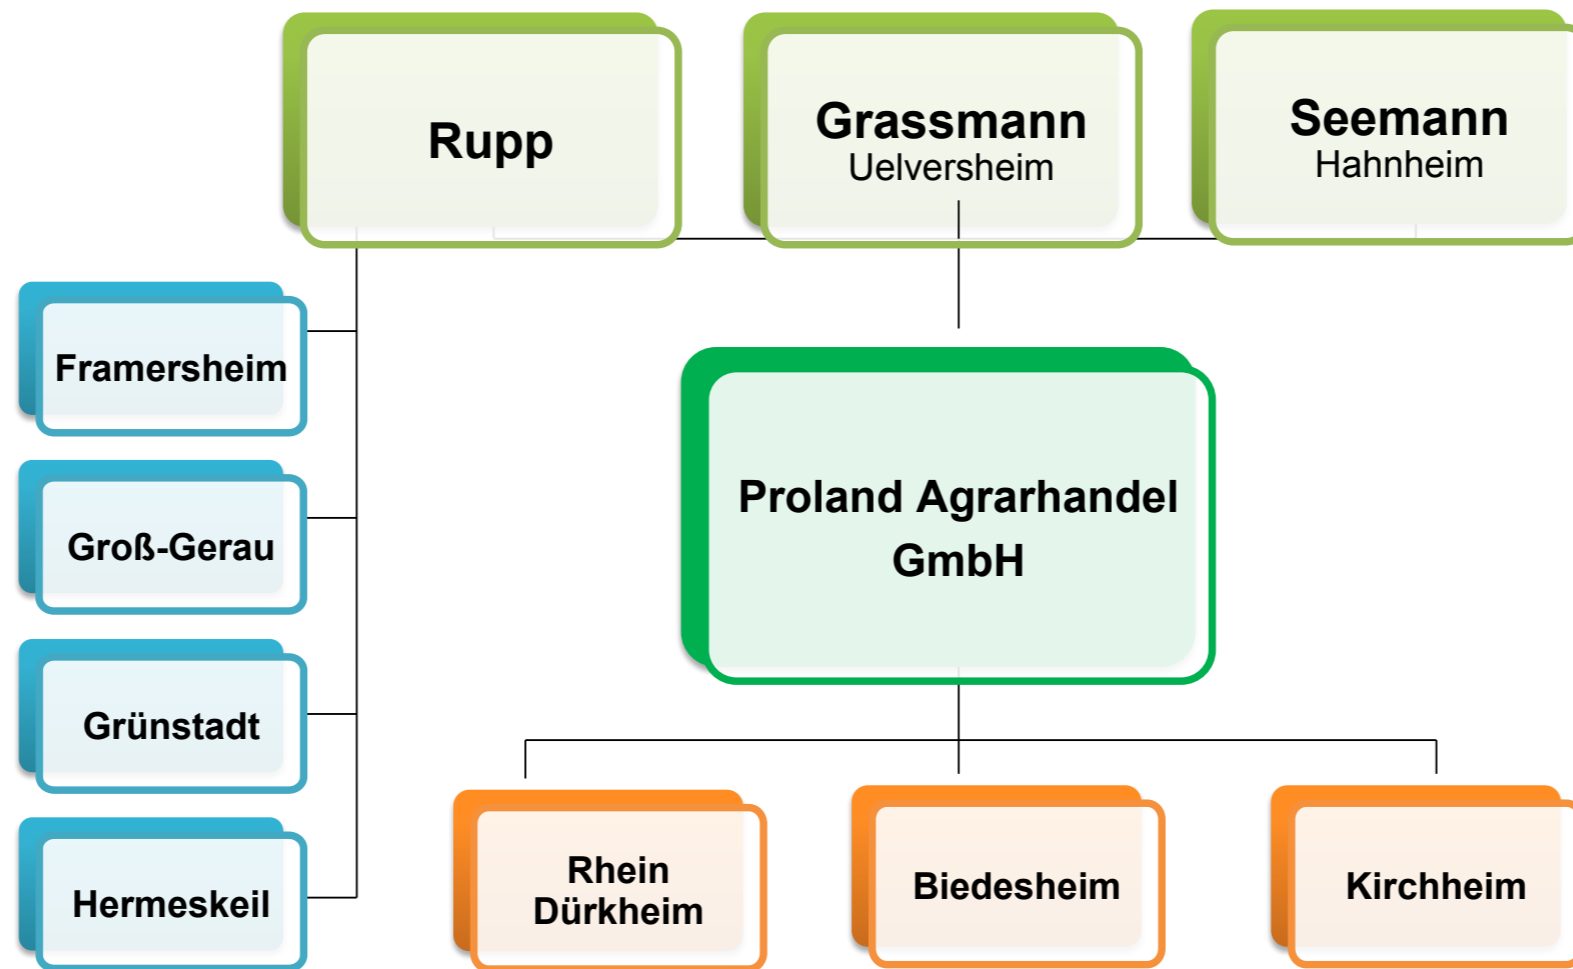 Rupp
Grassmann
Uelversheim
Seemann
Hahnheim
Framersheim
Groß-Gerau
Grünstadt
Hermeskeil
Proland Agrarhandel
GmbH
Rhein
Dürkheim
Biedesheim
Kirchheim